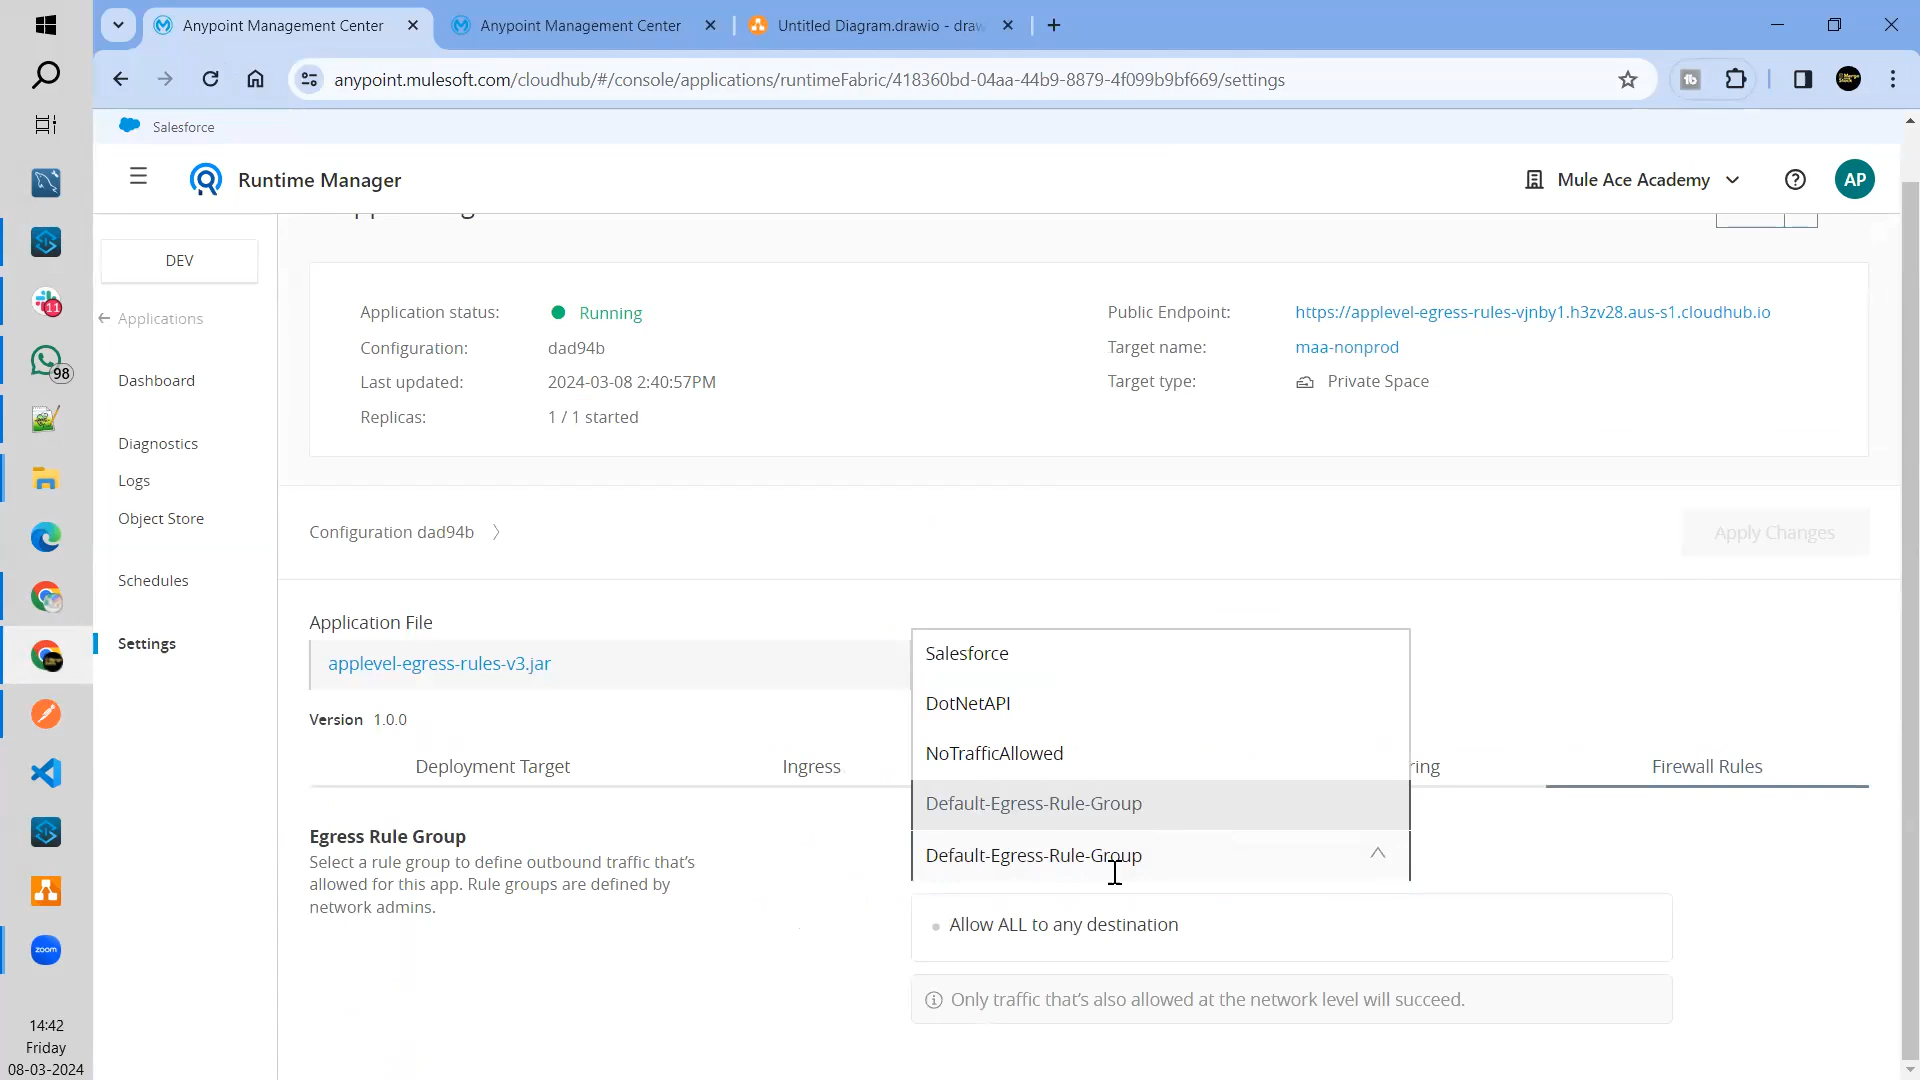 Anypoint Management Center
Anypoint Management Center
Untitled Diagram.drawio - draw
anypoint.mulesoft.com/cloudhub/#/console/applications/runtimeFabric/418360bd-04aa-44b9-8879-4f099b9bf669/settings
Salesforce
Runtime Manager
Mule Ace Academy
AP
DEV
Applications
Dashboard
Diagnostics
Logs
Object Store
Schedules
Settings
Application status: Running
Configuration: dad94b
Last updated: 2024-03-08 2:40:57PM
Replicas: 1 / 1 started
Public Endpoint: https://applevel-egress-rules-vjnby1.h3zv28.aus-s1.cloudhub.io
Target name: maa-nonprod
Target type: Private Space
Configuration dad94b
Apply Changes
Application File
applevel-egress-rules-v3.jar
Version 1.0.0
Deployment Target
Ingress
ring
Firewall Rules
Salesforce
DotNetAPI
NoTrafficAllowed
Default-Egress-Rule-Group
Default-Egress-Rule-Group
Egress Rule Group
Select a rule group to define outbound traffic that's
allowed for this app. Rule groups are defined by
network admins.
Allow ALL to any destination
Only traffic that's also allowed at the network level will succeed.
11
98
zoom
14:42
Friday
08-03-2024